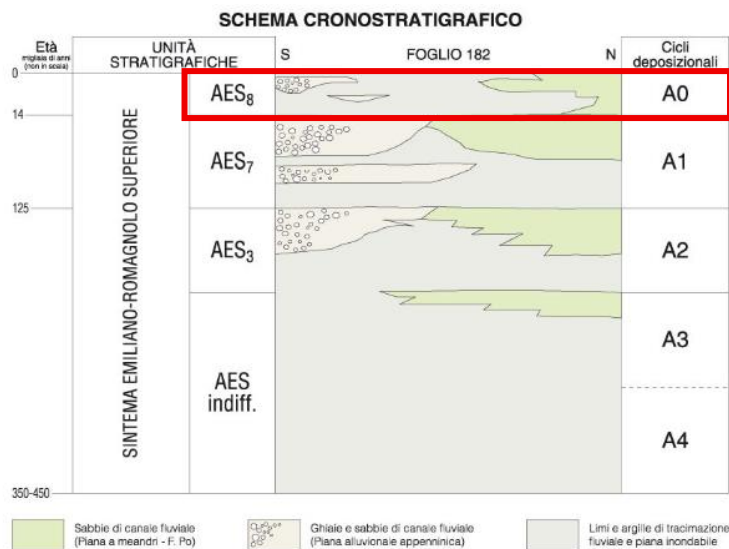 SCHEMA CRONOSTRATIGRAFICO
Età
migliaia di anni
(non in scala)
UNITÀ
STRATIGRAFICHE
S
FOGLIO 182
N
Cicli
deposizionali
0
AES8
A0
14
AES7
A1
125
AES3
A2
A3
AES
indiff.
A4
350-450
SINTEMA EMILIANO-ROMAGNOLO SUPERIORE
Sabbie di canale fluviale
(Piana a meandri - F. Po)
Ghiaie e sabbie di canale fluviale
(Piana alluvionale appenninica)
Limi e argille di tracimazione
fluviale e piana inondabile